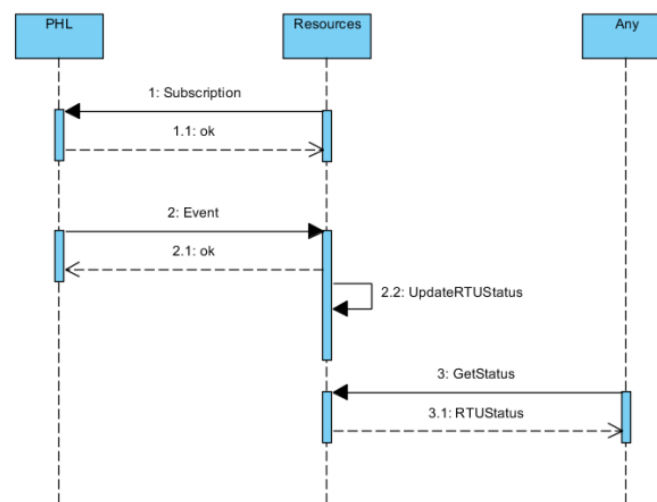 PHL
Resources
Any
1: Subscription
1.1: ok
2: Event
2.1: ok
2.2: UpdateRTUStatus
3: GetStatus
3.1: RTUStatus